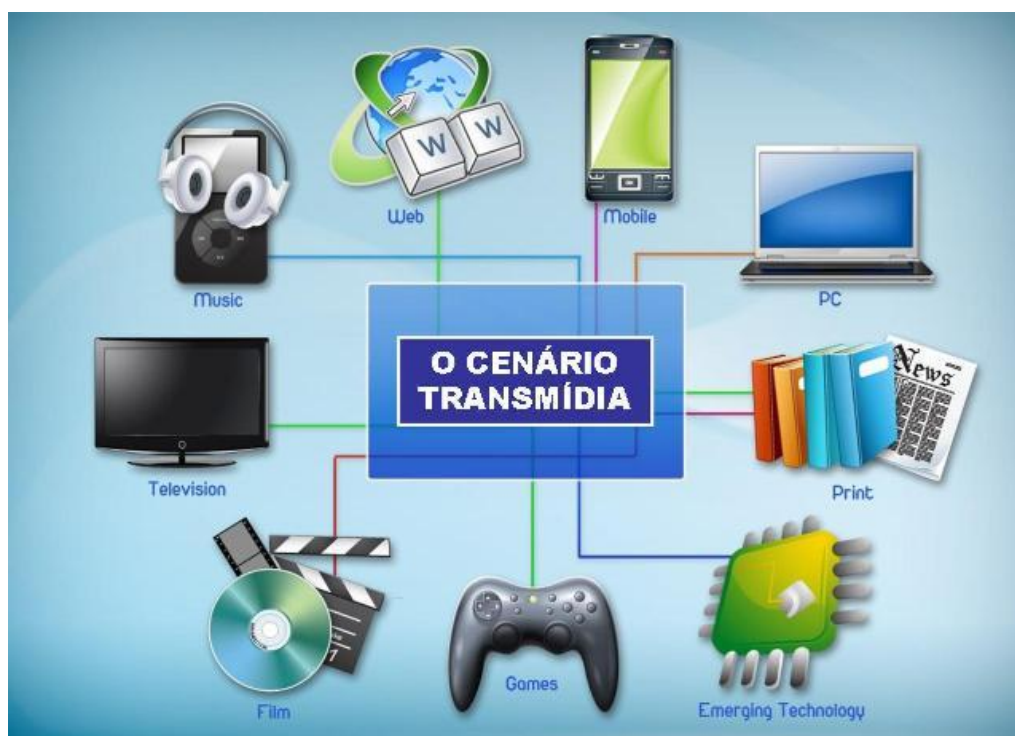 Web
Mobile
Music
PC
O CENÁRIO
TRANSMÍDIA
News
Television
Print
Film
Games
Emerging Technology
W W